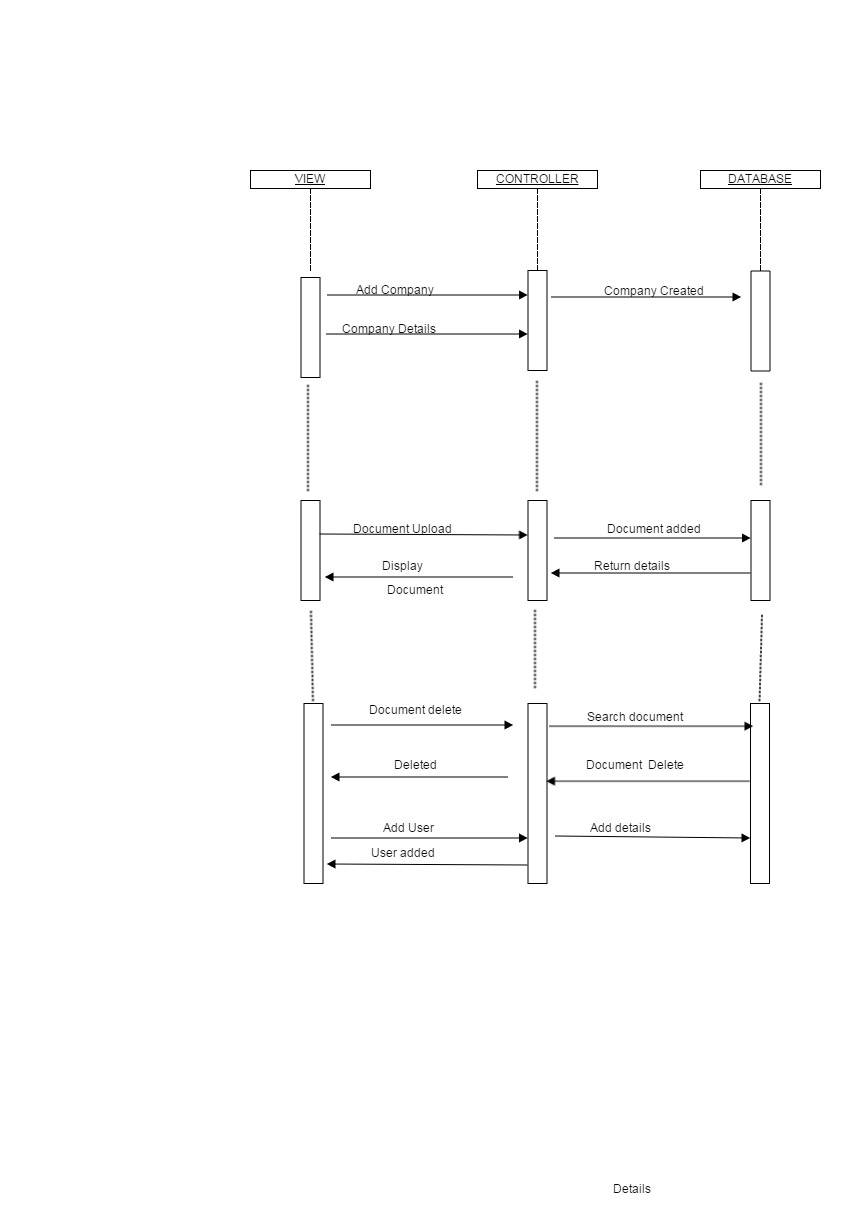 VIEW
CONTROLLER
DATABASE
Add Company
Company Created
Company Details
Document Upload
Document added
Display
Return details
Document
Document delete
Search document
Deleted
Document  Delete
Add User
Add details
User added
Details